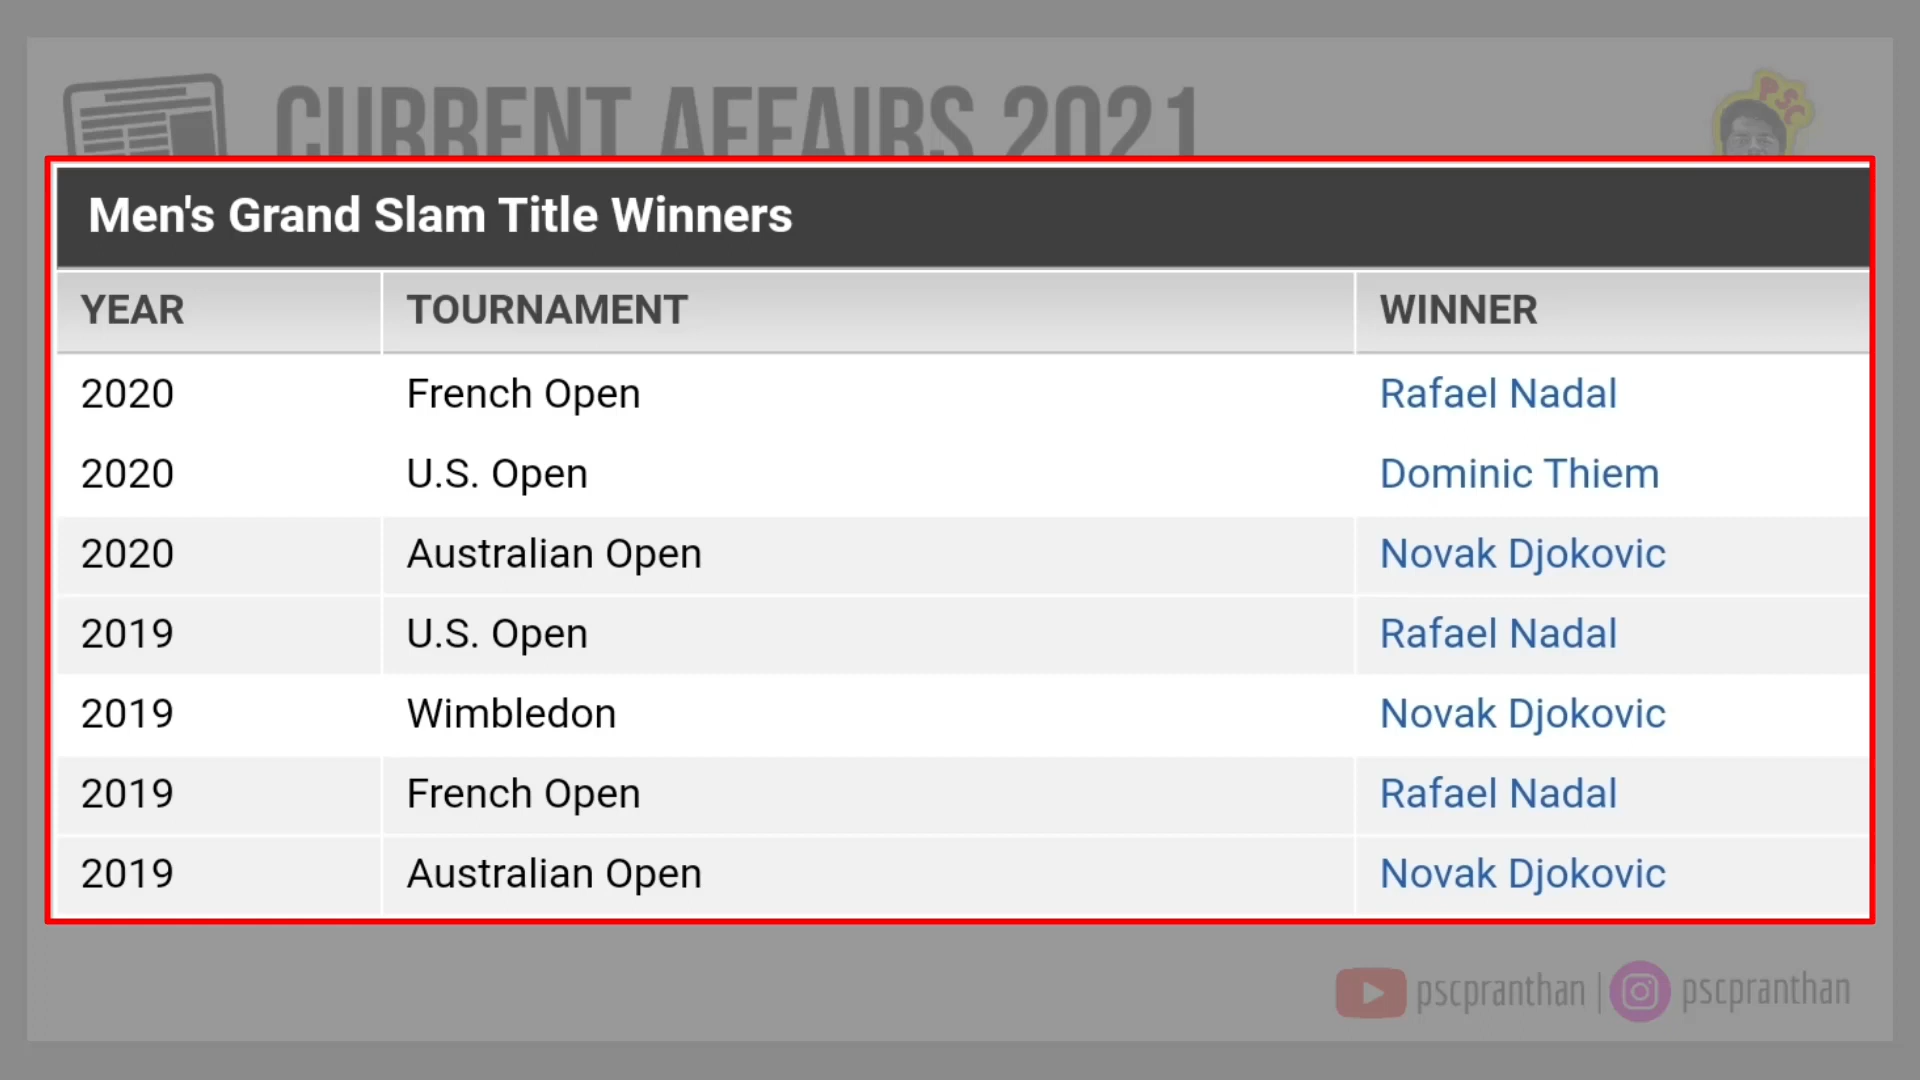 CURRENT AFFAIRS 2021
PSC
Men's Grand Slam Title Winners
YEAR TOURNAMENT WINNER
2020 French Open Rafael Nadal
2020 U.S. Open Dominic Thiem
2020 Australian Open Novak Djokovic
2019 U.S. Open Rafael Nadal
2019 Wimbledon Novak Djokovic
2019 French Open Rafael Nadal
2019 Australian Open Novak Djokovic
pscpranthan | pscpranthan